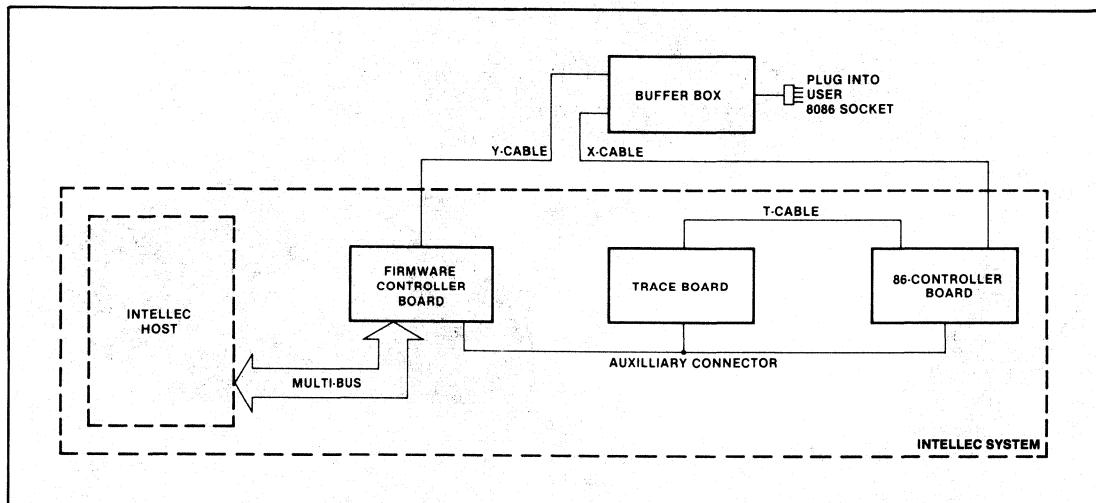 BUFFER BOX
PLUG INTO
USER
8086 SOCKET
Y-CABLE
X-CABLE
T-CABLE
INTELLEC
HOST
FIRMWARE
CONTROLLER
BOARD
TRACE BOARD
86-CONTROLLER
BOARD
AUXILLIARY CONNECTOR
MULTI-BUS
INTELLEC SYSTEM